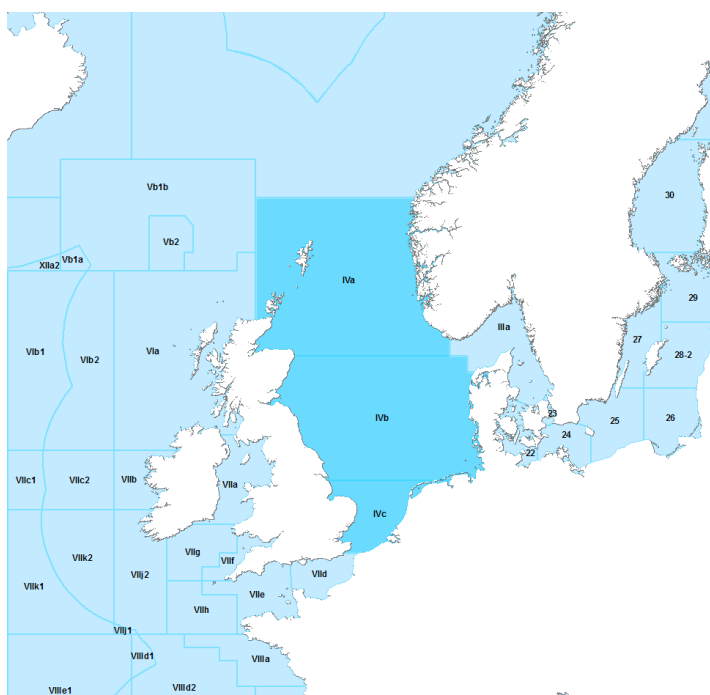 Vb1b
30
Vb2
Vb1a
XIIa2
IVa
29
IIIa
27
VIb1
VIb2
VIa
28-2
23
IVb
25
26
24
22
VIIc1
VIIc2
VIIb
VIIa
IVc
VIIg
VIIk2
VIIf
VIIj2
VIId
VIIk1
VIIe
VIIh
VIIj1
VIIId1
VIIIa
VIIIe1
VIIId2